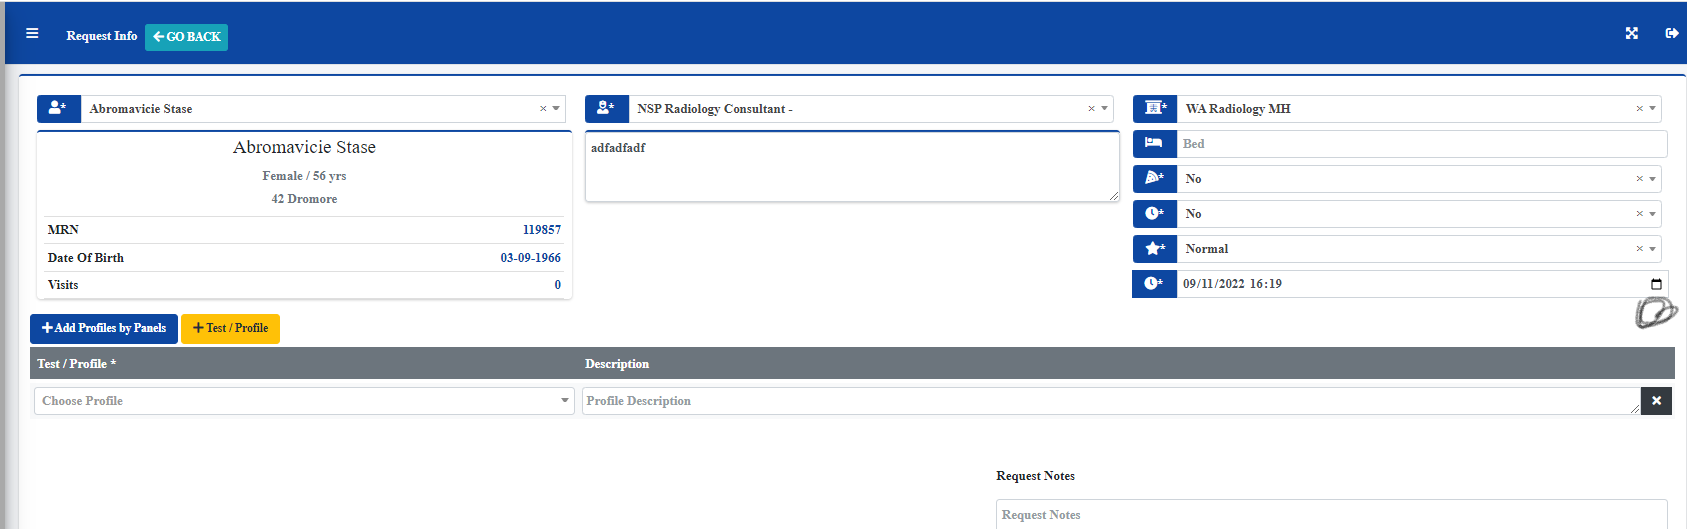 Request Info GO BACK
* Abromavicie Stase ×
* NSP Radiology Consultant - ×
* WA Radiology MH ×
Abromavicie Stase
Female / 56 yrs
42 Dromore
MRN 119857
Date Of Birth 03-09-1966
Visits 0
adfadfadf
Bed
* No ×
* No ×
* Normal ×
* 09/11/2022 16:19
+ Add Profiles by Panels + Test / Profile
Test / Profile * Description
Choose Profile Profile Description ×
Request Notes
Request Notes